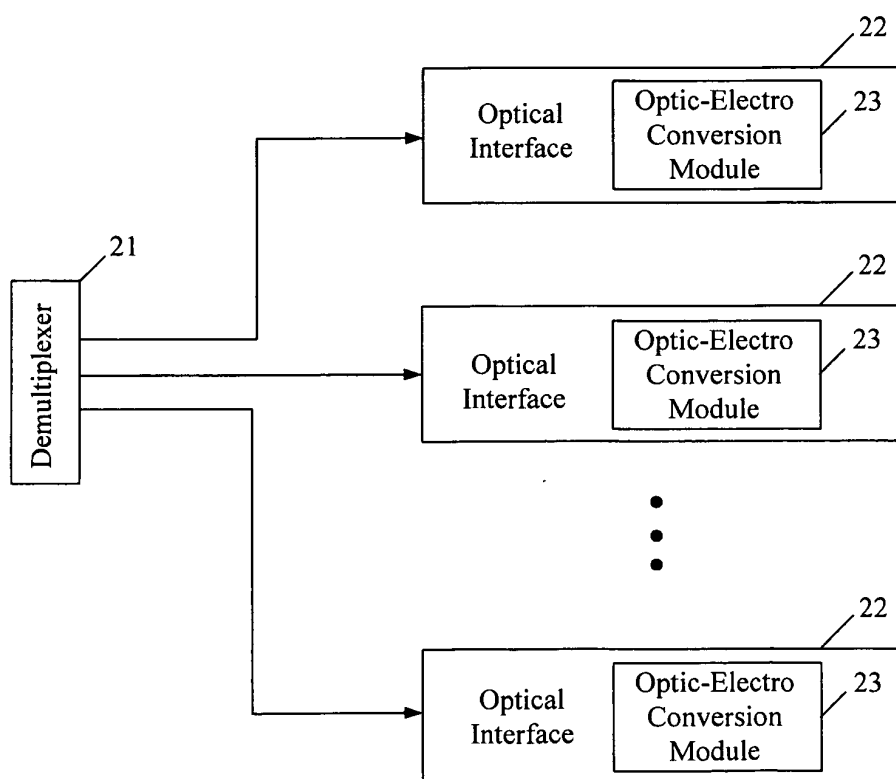 22
Optical
Interface
Optic-Electro
Conversion
Module
23
21
Demultiplexer
22
Optical
Interface
Optic-Electro
Conversion
Module
23
22
Optical
Interface
Optic-Electro
Conversion
Module
23